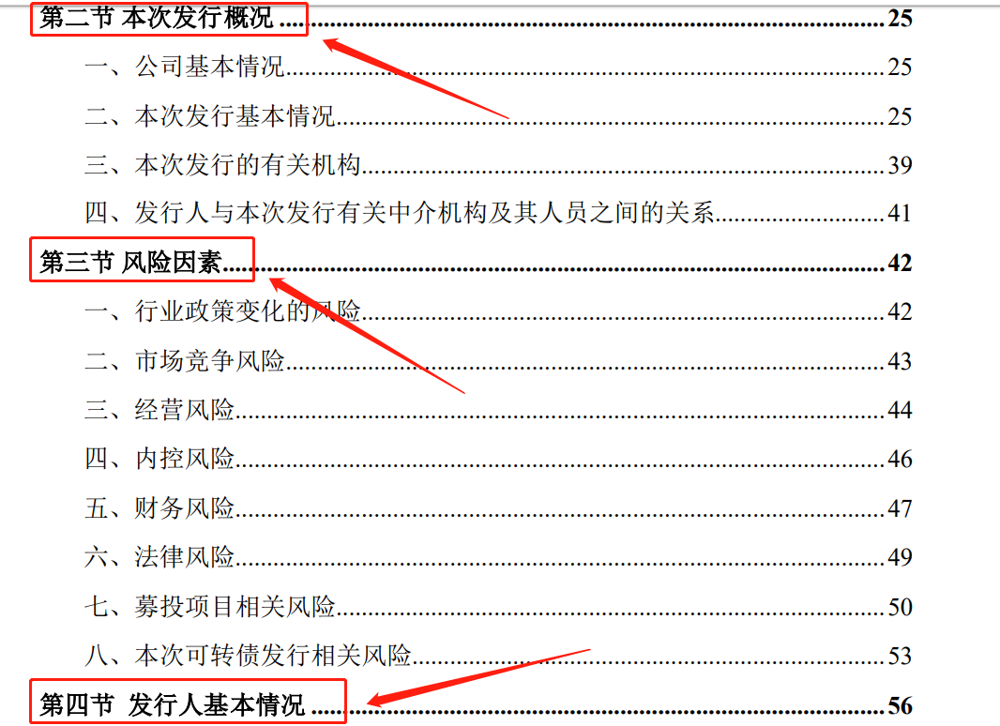 第二节 本次发行概况 ........................................ 25
一、公司基本情况 ........................................ 25
二、本次发行基本情况 ........................................ 25
三、本次发行的有关机构 ........................................ 39
四、发行人与本次发行有关中介机构及其人员之间的关系 .............. 41
第三节 风险因素 ........................................ 42
一、行业政策变化的风险 ........................................ 42
二、市场竞争风险 ........................................ 43
三、经营风险 ........................................ 44
四、内控风险 ........................................ 46
五、财务风险 ........................................ 47
六、法律风险 ........................................ 49
七、募投项目相关风险 ........................................ 50
八、本次可转债发行相关风险 ........................................ 53
第四节 发行人基本情况 ........................................ 56